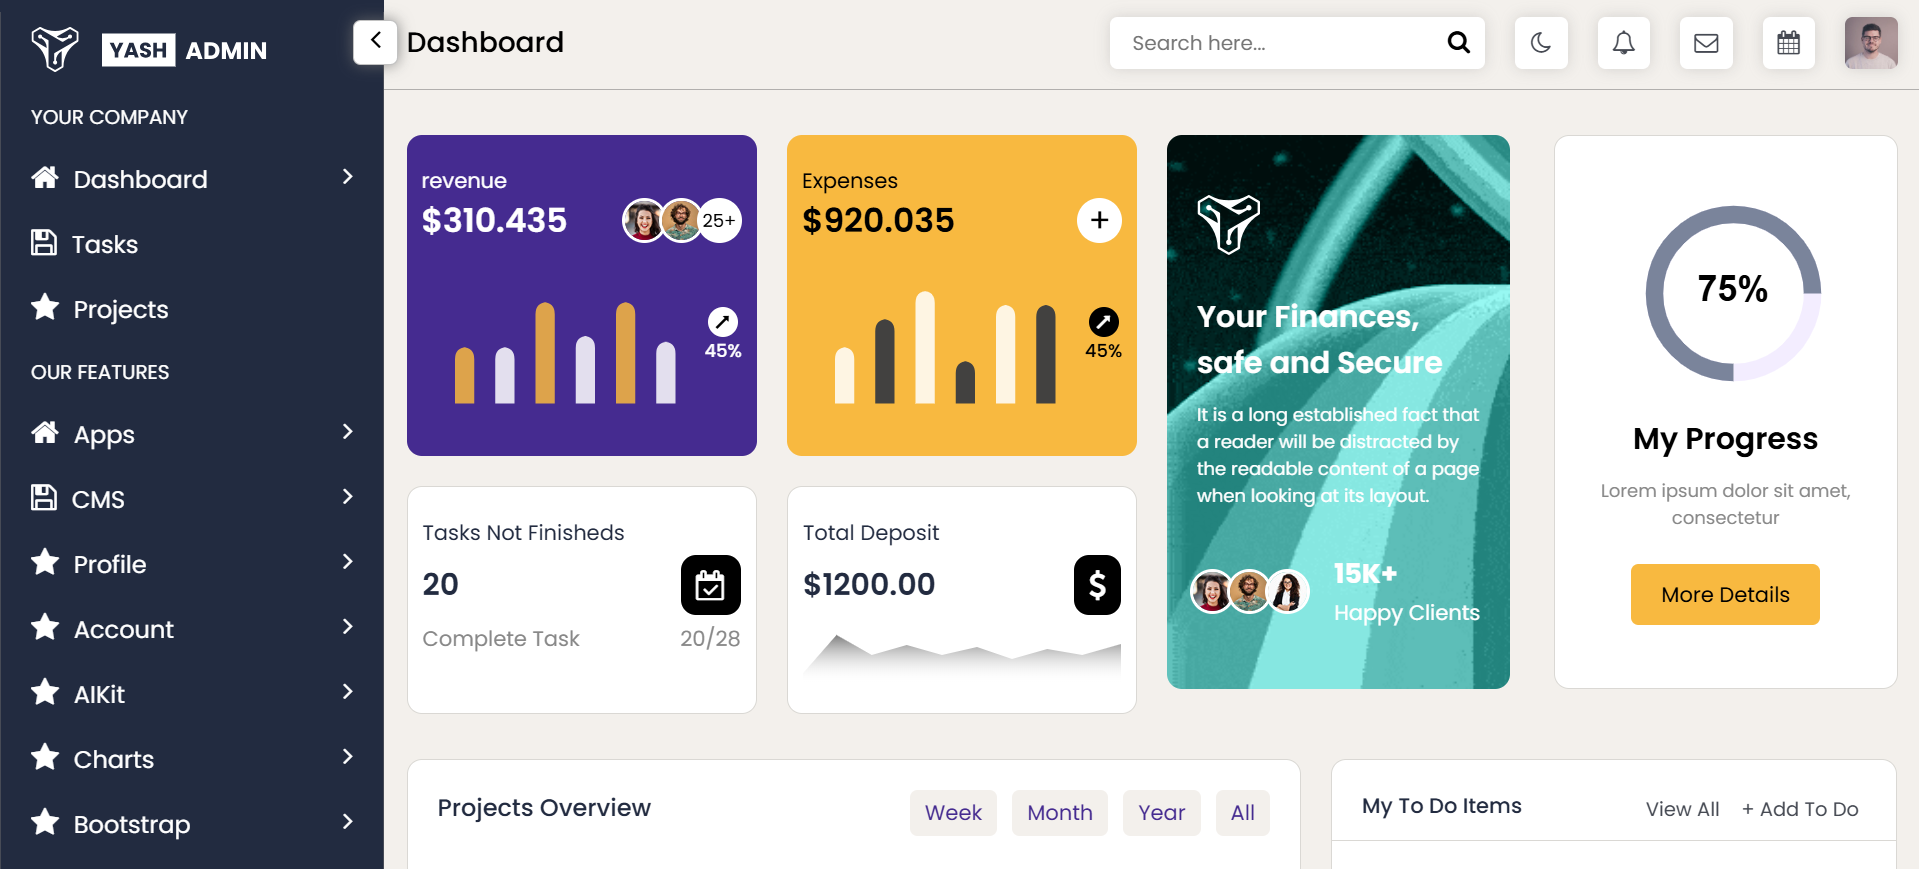 YASH ADMIN
Dashboard
Search here...
YOUR COMPANY
Dashboard
Tasks
Projects
OUR FEATURES
Apps
CMS
Profile
Account
AIKit
Charts
Bootstrap
revenue
$310.435
25+
45%
Expenses
$920.035
+
45%
Your Finances,
safe and Secure
It is a long established fact that
a reader will be distracted by
the readable content of a page
when looking at its layout.
15K+
Happy Clients
75%
My Progress
Lorem ipsum dolor sit amet,
consectetur
More Details
Tasks Not Finisheds
20
Complete Task 20/28
Total Deposit
$1200.00
$
Projects Overview
Week Month Year All
My To Do Items
View All + Add To Do